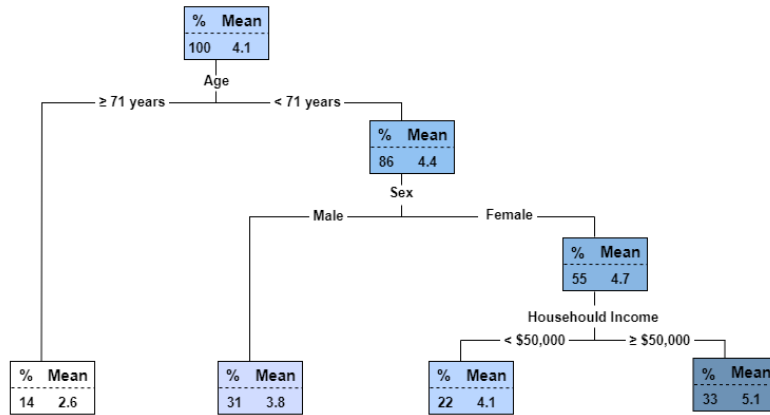 % Mean
100 4.1
Age
≥ 71 years < 71 years
% Mean
86 4.4
Sex
Male Female
% Mean
55 4.7
Househould Income
< $50,000 ≥ $50,000
% Mean % Mean % Mean % Mean
14 2.6 31 3.8 22 4.1 33 5.1